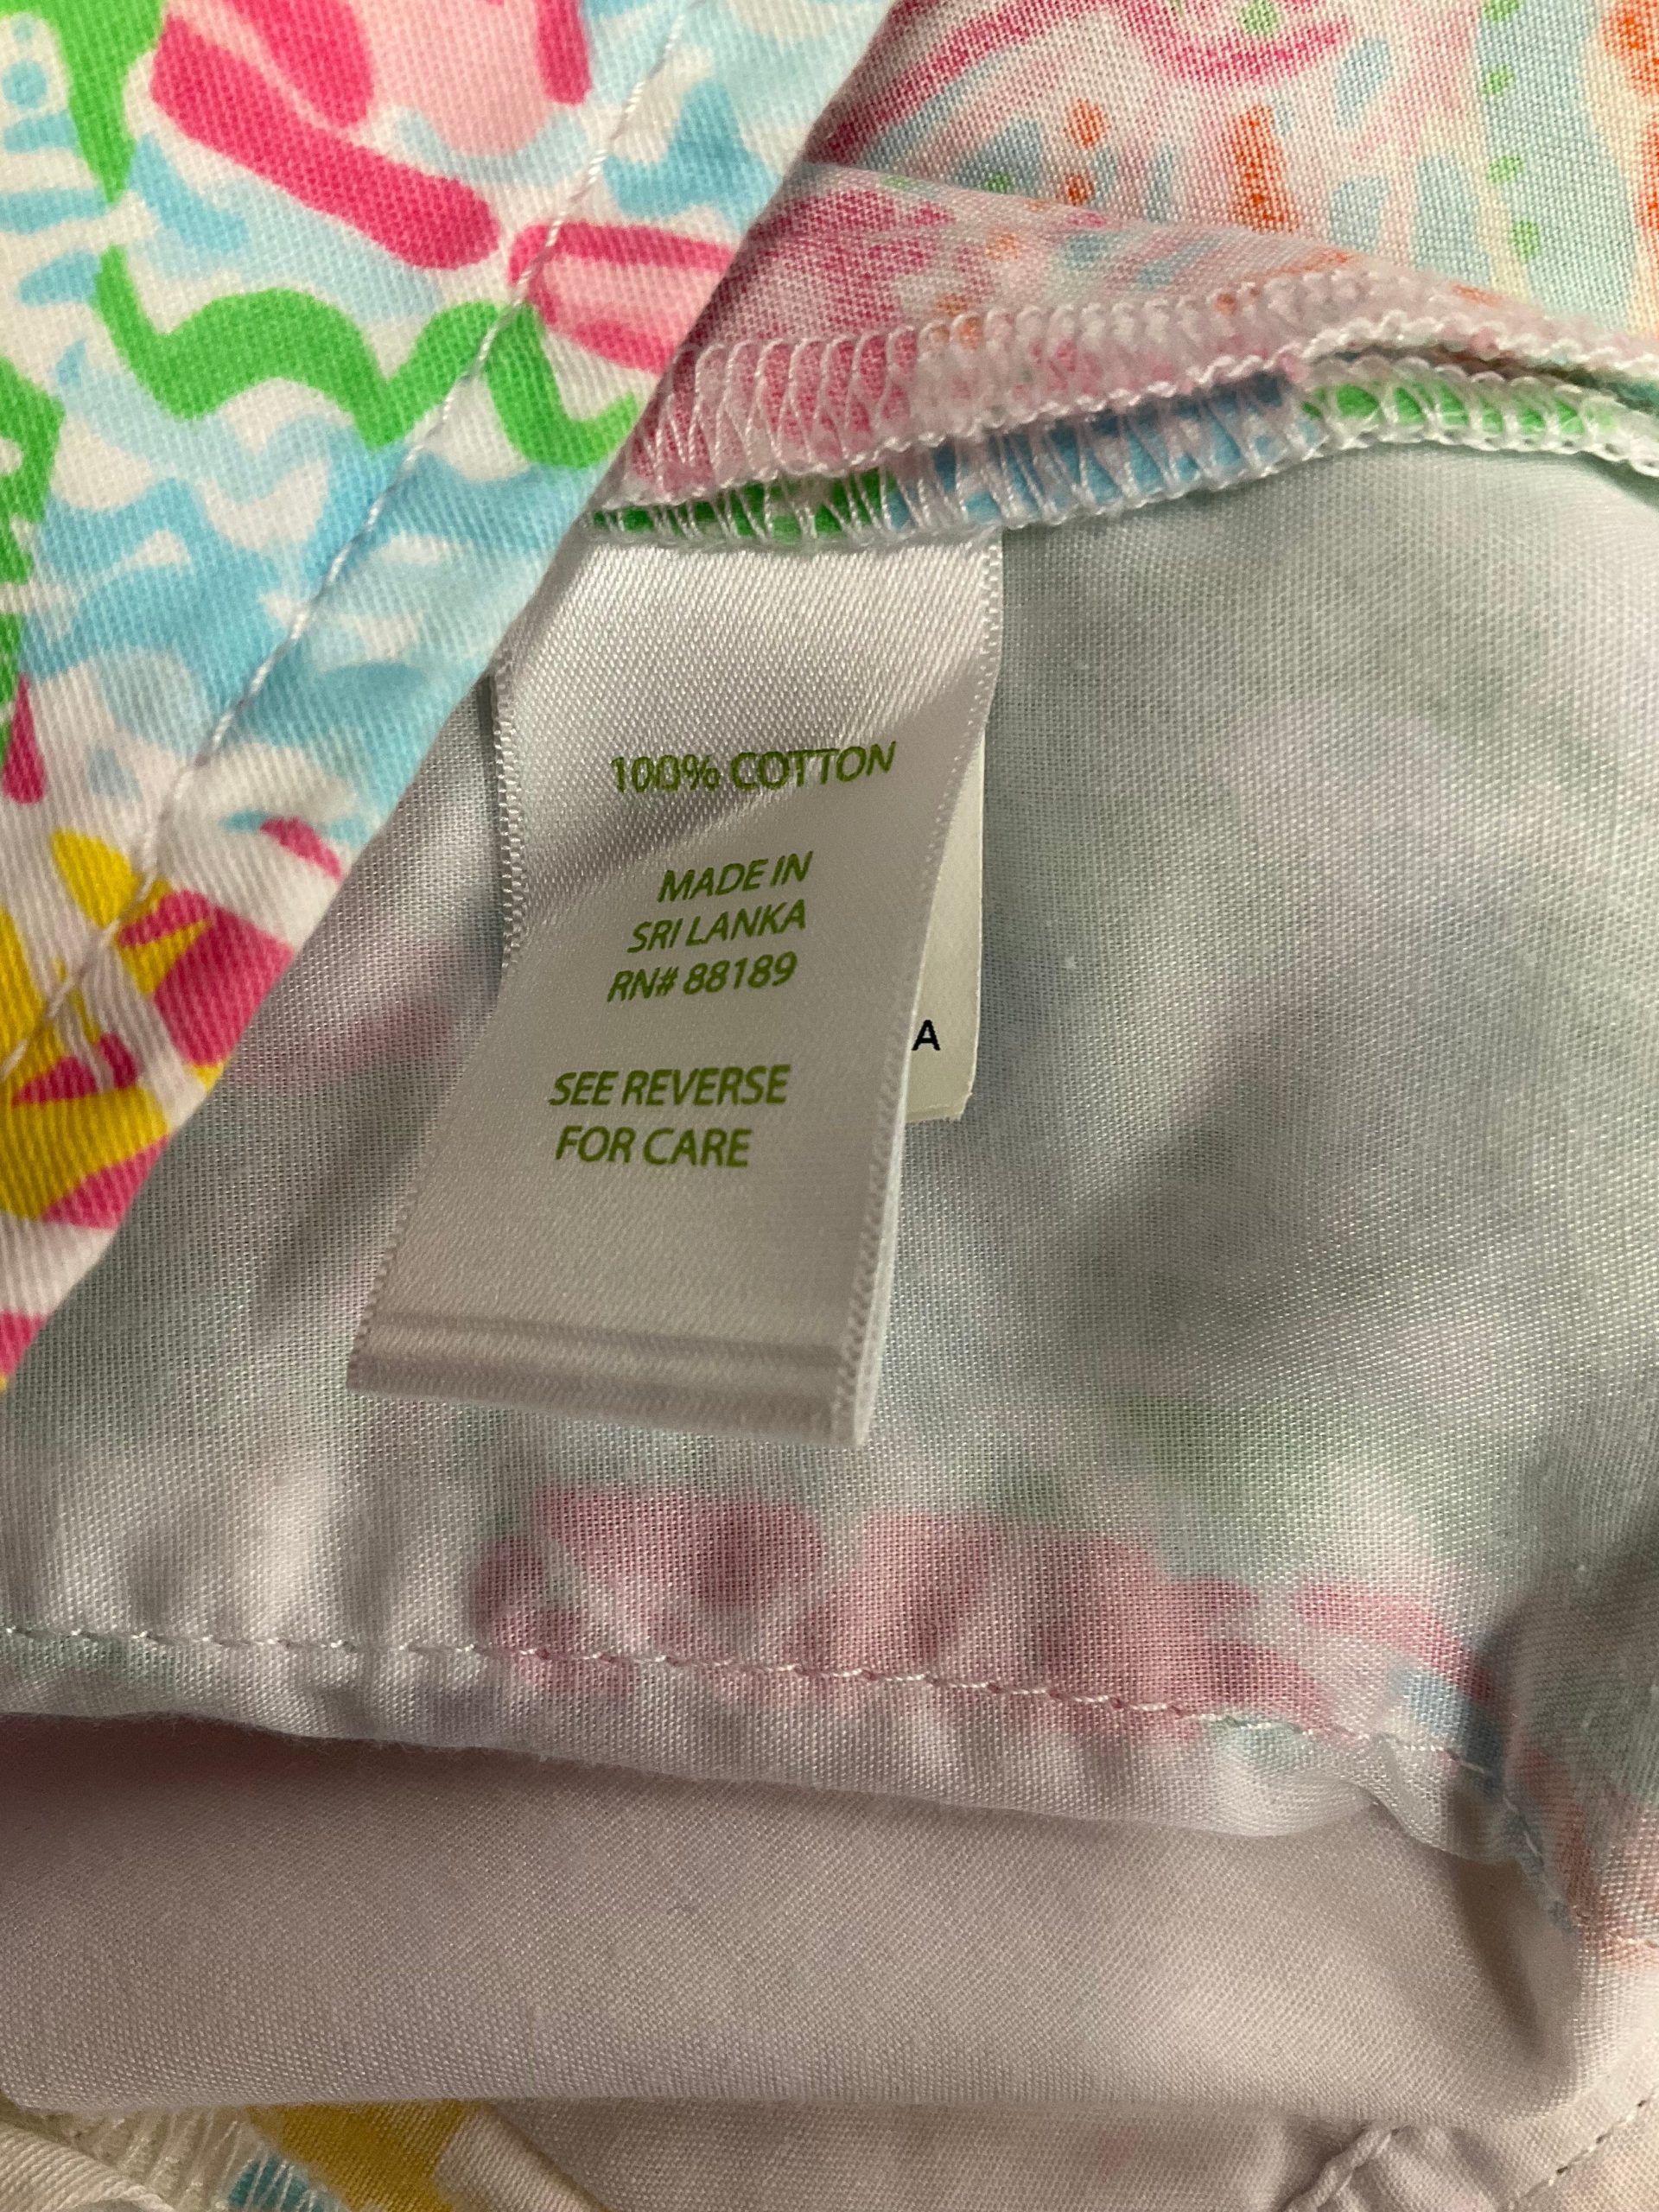 100% COTTON
MADE IN
SRI LANKA
RN# 88189
SEE REVERSE
FOR CARE
A